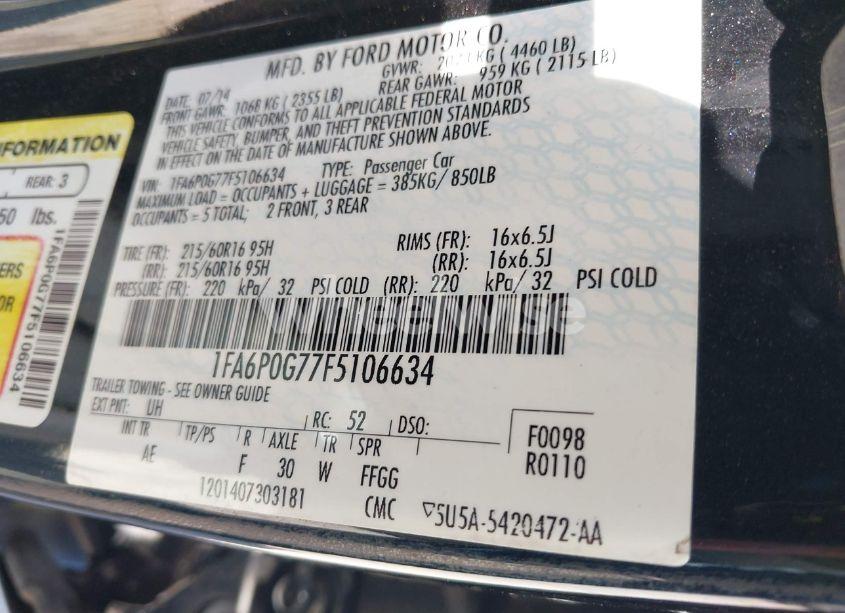 MFD. BY FORD MOTOR CO.
DATE: 07/14 GVWR: KG ( 4460 LB)
FRONT GAWR: 1068 KG ( 2355 LB) REAR GAWR: 959 KG ( 2115 LB)
THIS VEHICLE CONFORMS TO ALL APPLICABLE FEDERAL MOTOR
VEHICLE SAFETY, BUMPER, AND THEFT PREVENTION STANDARDS
IN EFFECT ON THE DATE OF MANUFACTURE SHOWN ABOVE.
VIN: 1FA6P0G77F5106634 TYPE: Passenger Car
MAXIMUM LOAD = OCCUPANTS + LUGGAGE = 385KG/ 850LB
OCCUPANTS = 5 TOTAL; 2 FRONT, 3 REAR
TIRE (FR): 215/60R16 95H RIMS (FR): 16x6.5J
(RR): 215/60R16 95H (RR): 16x6.5J
PRESSURE (FR): 220 kPa/ 32 PSI COLD (RR): 220 kPa/ 32 PSI COLD
1FA6P0G77F5106634
TRAILER TOWING - SEE OWNER GUIDE
EXT PNT: UH RC: 52 DSO:
INT TR TP/PS R AXLE TR SPR F0098
AE F 30 W FFGG R0110
1201407303181 CMC 5U5A-5420472-AA
NFORMATION
REAR: 3
50 lbs.
1FA6P0G77F5106634
ERS
OR